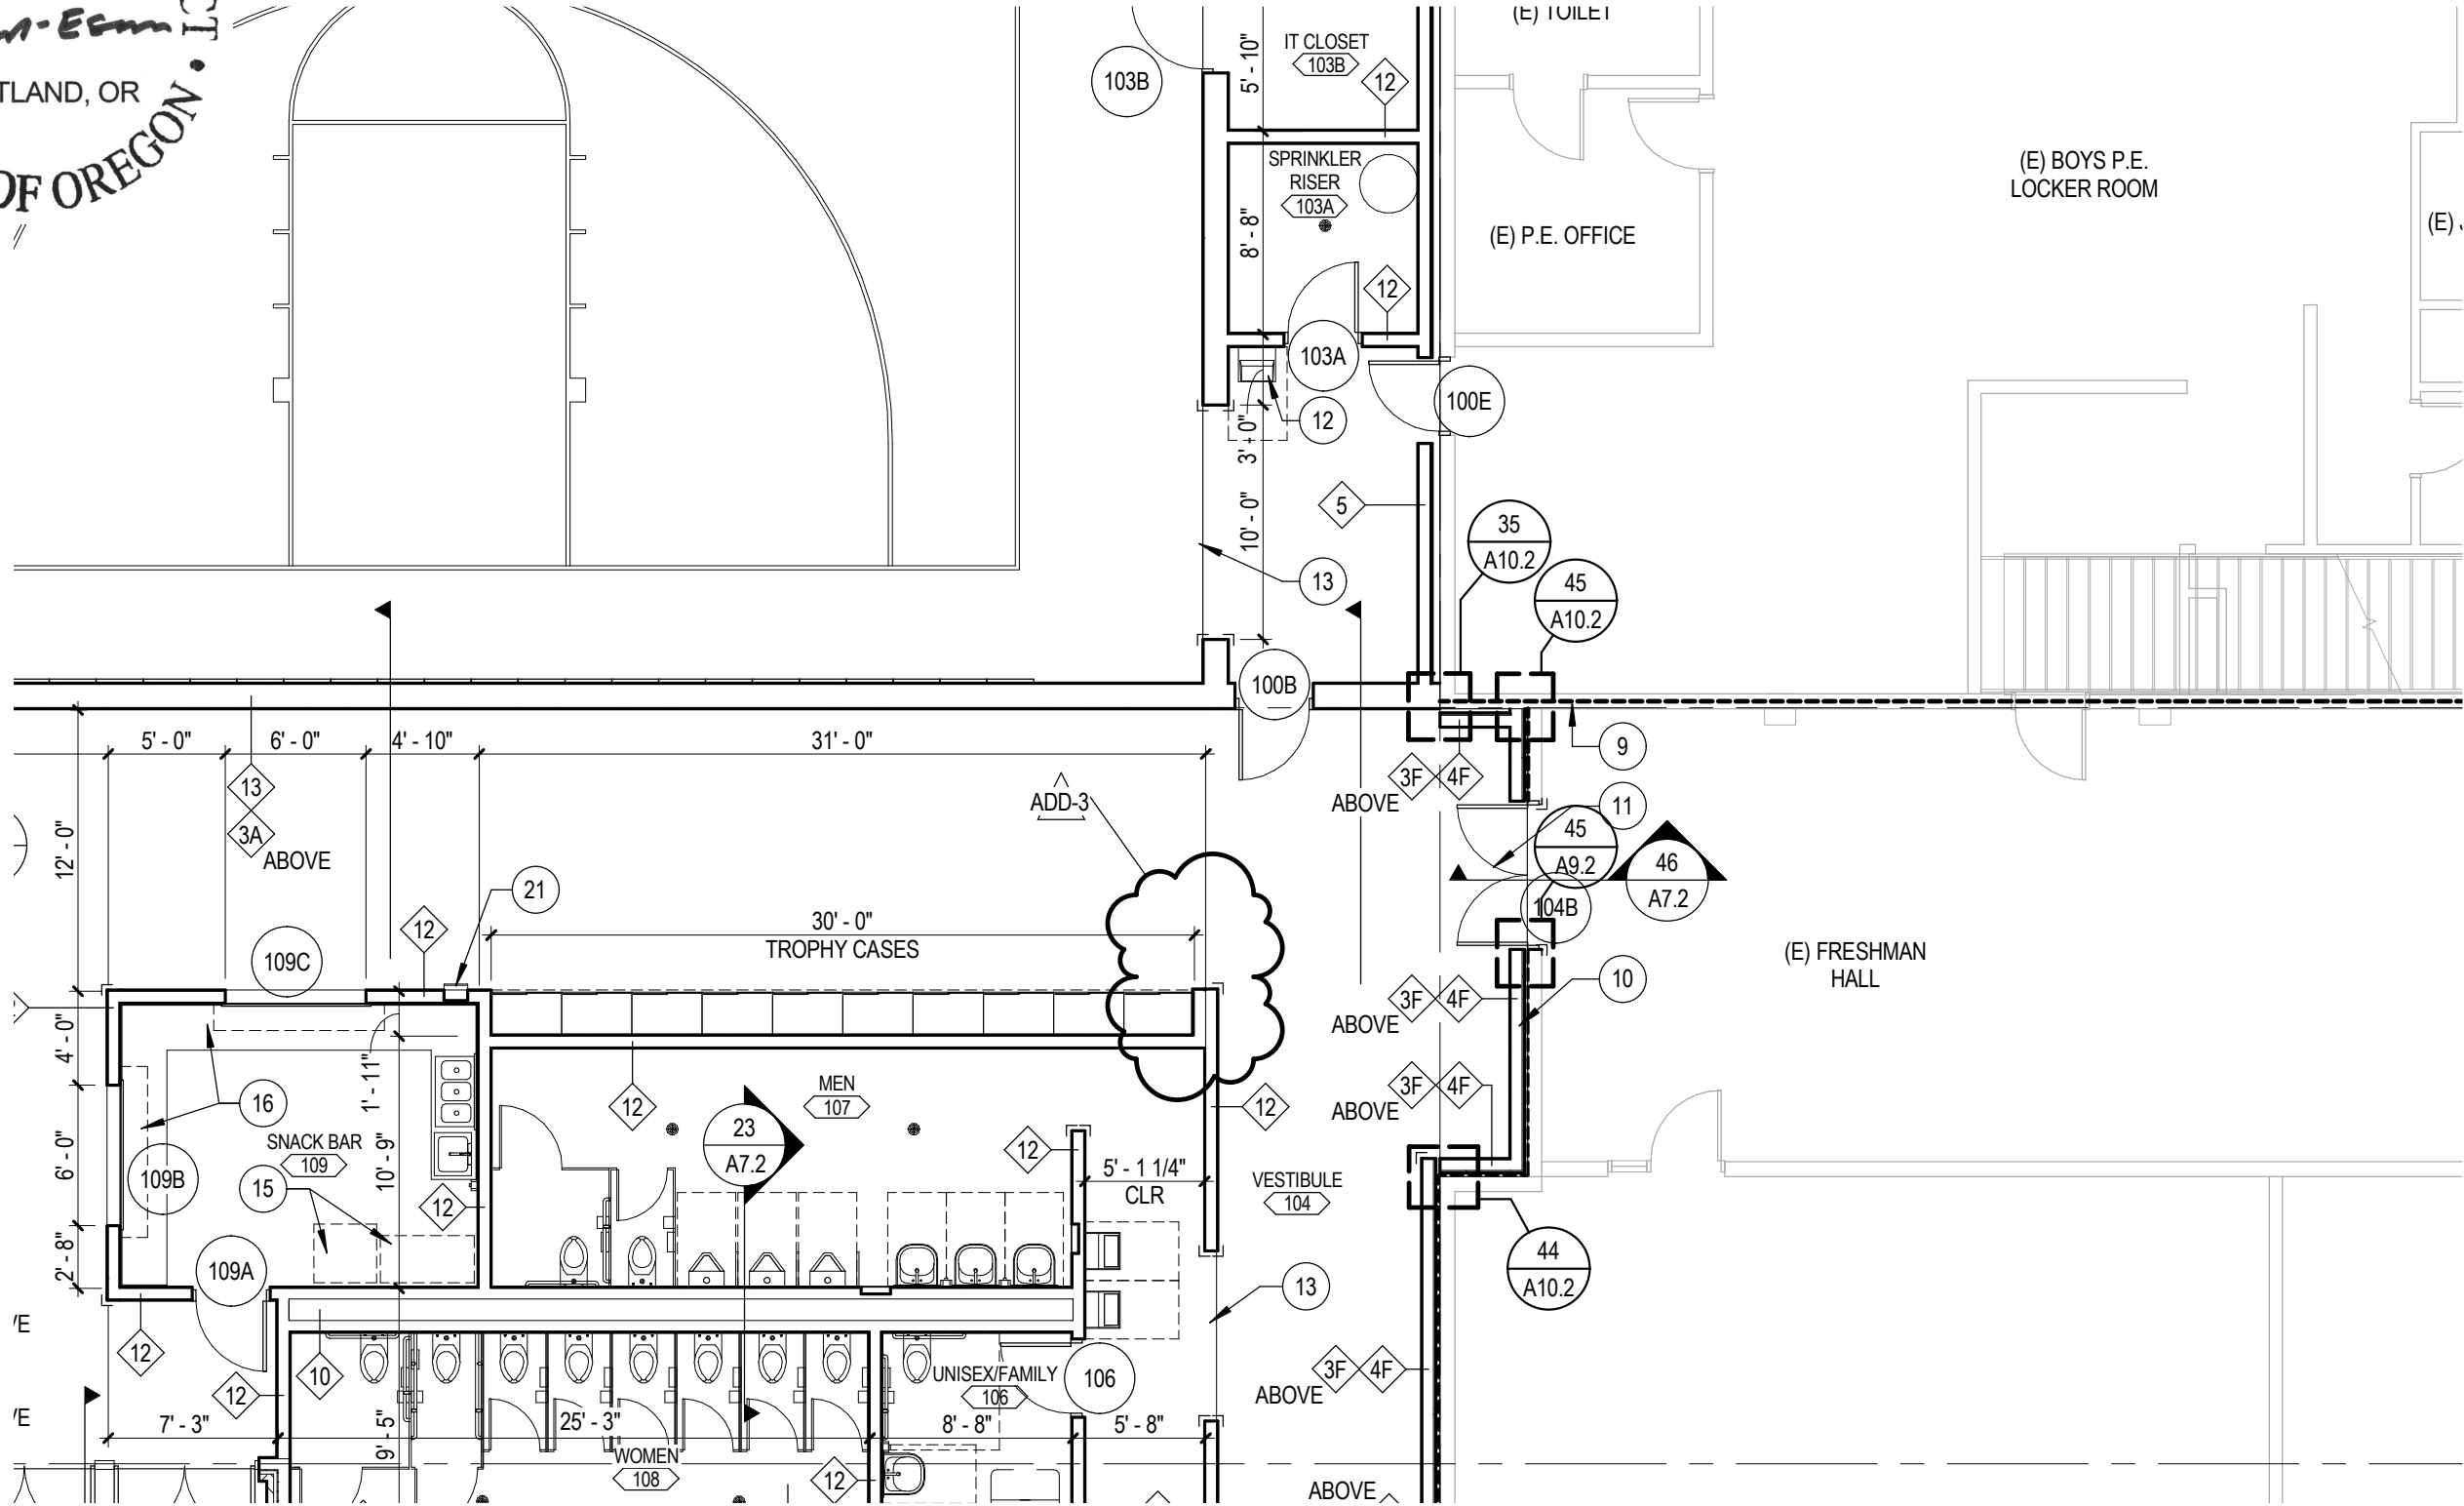 TLAND, OR
OF OREGON
103B
5' - 10"
IT CLOSET
103B
12
(E) TOILET
SPRINKLER
RISER
103A
8' - 8"
12
(E) P.E. OFFICE
(E) BOYS P.E.
LOCKER ROOM
(E)
103A
100E
12
3' - 0"
5
10' - 0"
13
35
A10.2
45
A10.2
100B
9
5' - 0"
6' - 0"
4' - 10"
31' - 0"
13
3A
ABOVE
12' - 0"
ADD-3
3F
4F
ABOVE
11
45
A9.2
46
A7.2
104B
21
12
109C
30' - 0"
TROPHY CASES
(E) FRESHMAN
HALL
3F
4F
ABOVE
10
4' - 0"
1' - 11"
16
12
MEN
107
12
3F
4F
ABOVE
23
A7.2
SNACK BAR
109
6' - 0"
109B
15
10' - 9"
12
12
5' - 1 1/4"
CLR
VESTIBULE
104
2' - 8"
109A
13
44
A10.2
VE
12
10
12
UNISEX/FAMILY
106
106
3F
4F
ABOVE
VE
7' - 3"
9' - 5"
25' - 3"
8' - 8"
5' - 8"
WOMEN
108
12
ABOVE